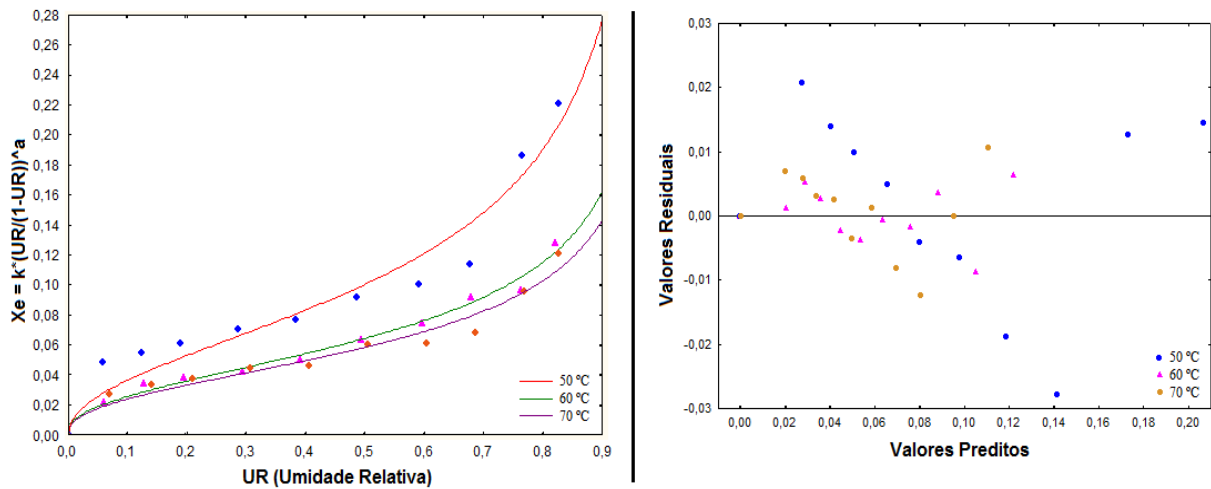 Xe = k*(UR/(1-UR))^a
0,28
0,26
0,24
0,22
0,20
0,18
0,16
0,14
0,12
0,10
0,08
0,06
0,04
0,02
0,00
0,0 0,1 0,2 0,3 0,4 0,5 0,6 0,7 0,8 0,9
UR (Umidade Relativa)
50 ºC
60 ºC
70 ºC
Valores Residuais
0,03
0,02
0,01
0,00
-0,01
-0,02
-0,03
0,00 0,02 0,04 0,06 0,08 0,10 0,12 0,14 0,16 0,18 0,20
Valores Preditos
50 ºC
60 ºC
70 ºC